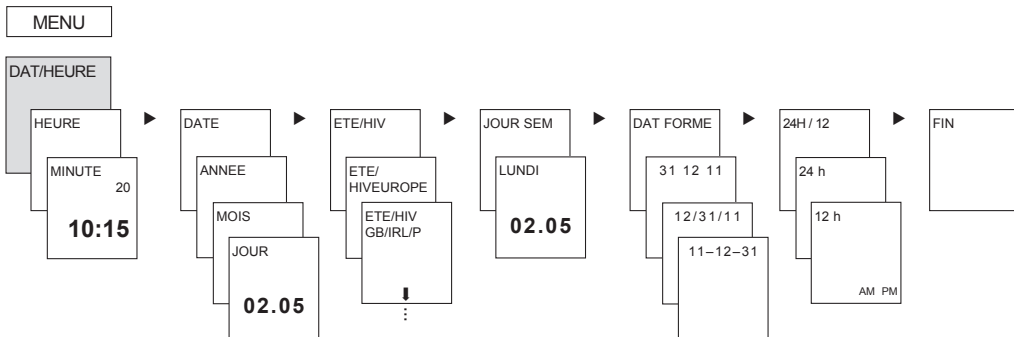 MENU
DAT/HEURE
HEURE
MINUTE
20
10:15
DATE
ANNEE
MOIS
JOUR
02.05
ETE/HIV
ETE/
HIVEUROPE
ETE/HIV
GB/IRL/P
JOUR SEM
LUNDI
02.05
DAT FORME
31 12 11
12/31/11
11–12–31
24H / 12
24 h
12 h
AM PM
FIN